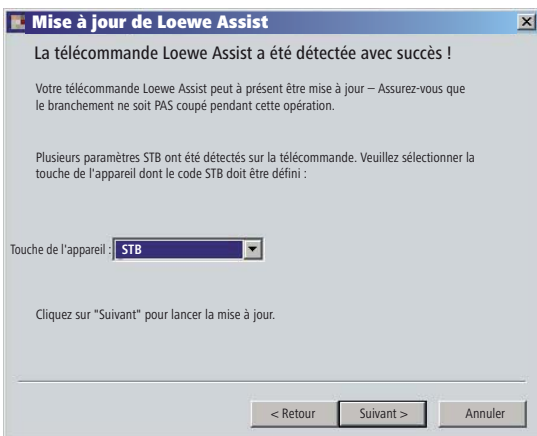 Mise à jour de Loewe Assist
La télécommande Loewe Assist a été détectée avec succès !
Votre télécommande Loewe Assist peut à présent être mise à jour – Assurez-vous que
le branchement ne soit PAS coupé pendant cette opération.
Plusieurs paramètres STB ont été détectés sur la télécommande. Veuillez sélectionner la
touche de l'appareil dont le code STB doit être défini :
Touche de l'appareil : STB
Cliquez sur "Suivant" pour lancer la mise à jour.
< Retour Suivant > Annuler